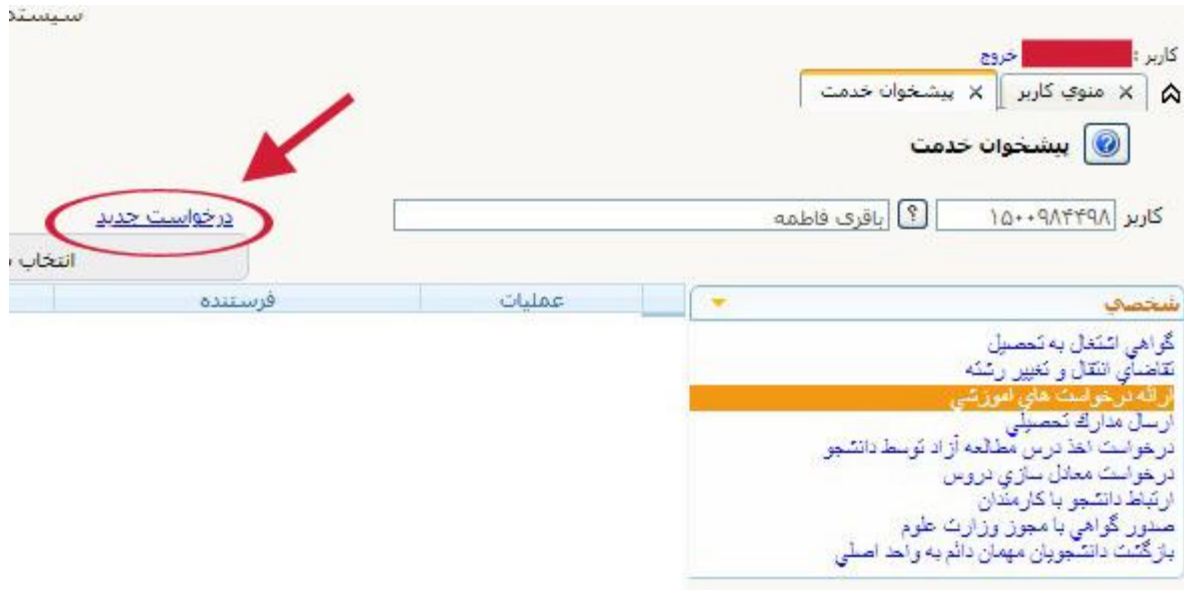 کاربر : خروج
منوي کاربر پیشخوان خدمت
پیشخوان خدمت
کاربر ۱۵۰۰۹۸۴۴۹۸ ؟ باقری فاطمه درخواست جدید
انتخاب
شخصي عملیات فرستنده
گواهي اشتغال به تحصیل
تقاضاي انتقال و تغییر رشته
ارائه درخواست هاي آموزشي
ارسال مدارك تحصیلي
درخواست اخذ درس مطالعه آزاد توسط دانشجو
درخواست معادل سازي دروس
ارتباط دانشجو با کارمندان
صدور گواهي با مجوز وزارت علوم
بازگشت دانشجویان مهمان دائم به واحد اصلي